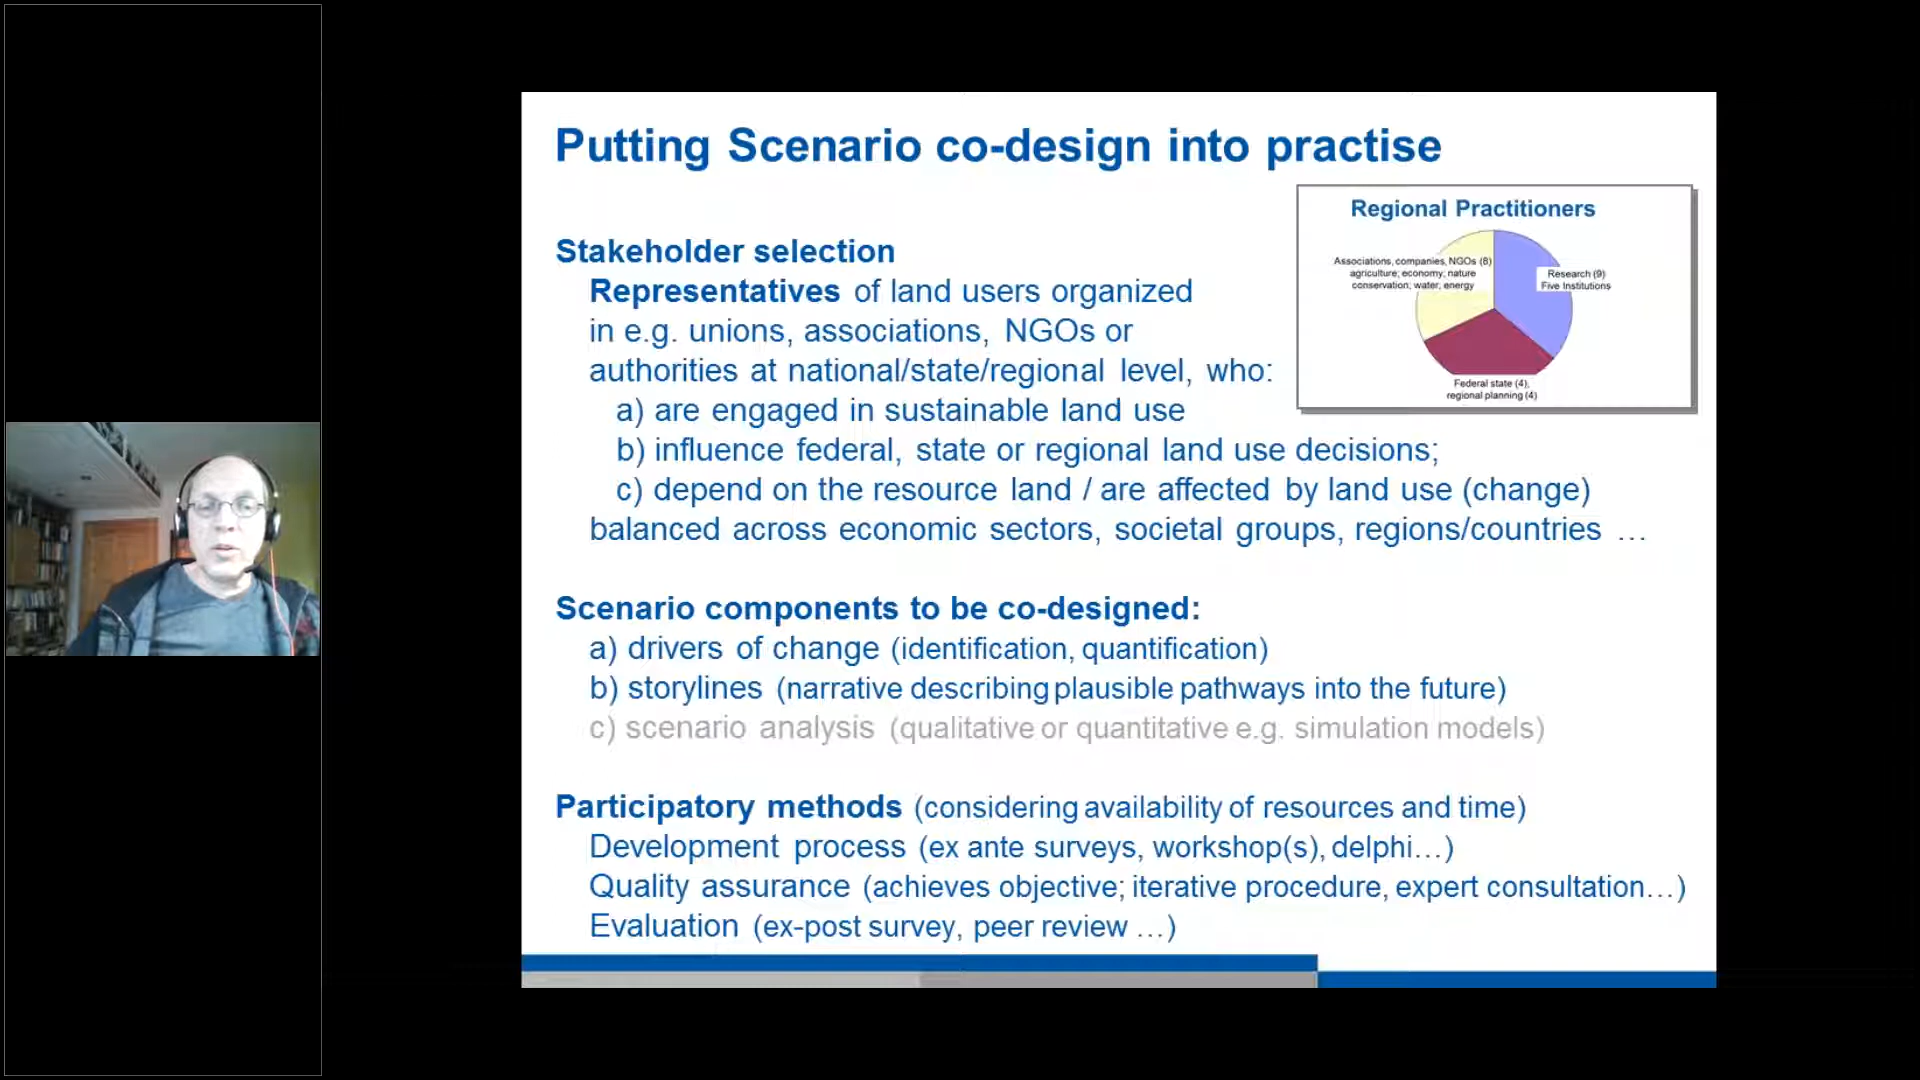 Putting Scenario co-design into practise
Regional Practitioners
Associations, companies, NGOs (8)
agriculture; economy; nature
conservation; water; energy
Research (9)
Five Institutions
Federal state (4),
regional planning (4)
Stakeholder selection
Representatives of land users organized
in e.g. unions, associations, NGOs or
authorities at national/state/regional level, who:
a) are engaged in sustainable land use
b) influence federal, state or regional land use decisions;
c) depend on the resource land / are affected by land use (change)
balanced across economic sectors, societal groups, regions/countries …
Scenario components to be co-designed:
a) drivers of change (identification, quantification)
b) storylines (narrative describing plausible pathways into the future)
c) scenario analysis (qualitative or quantitative e.g. simulation models)
Participatory methods (considering availability of resources and time)
Development process (ex ante surveys, workshop(s), delphi…)
Quality assurance (achieves objective; iterative procedure, expert consultation…)
Evaluation (ex-post survey, peer review …)